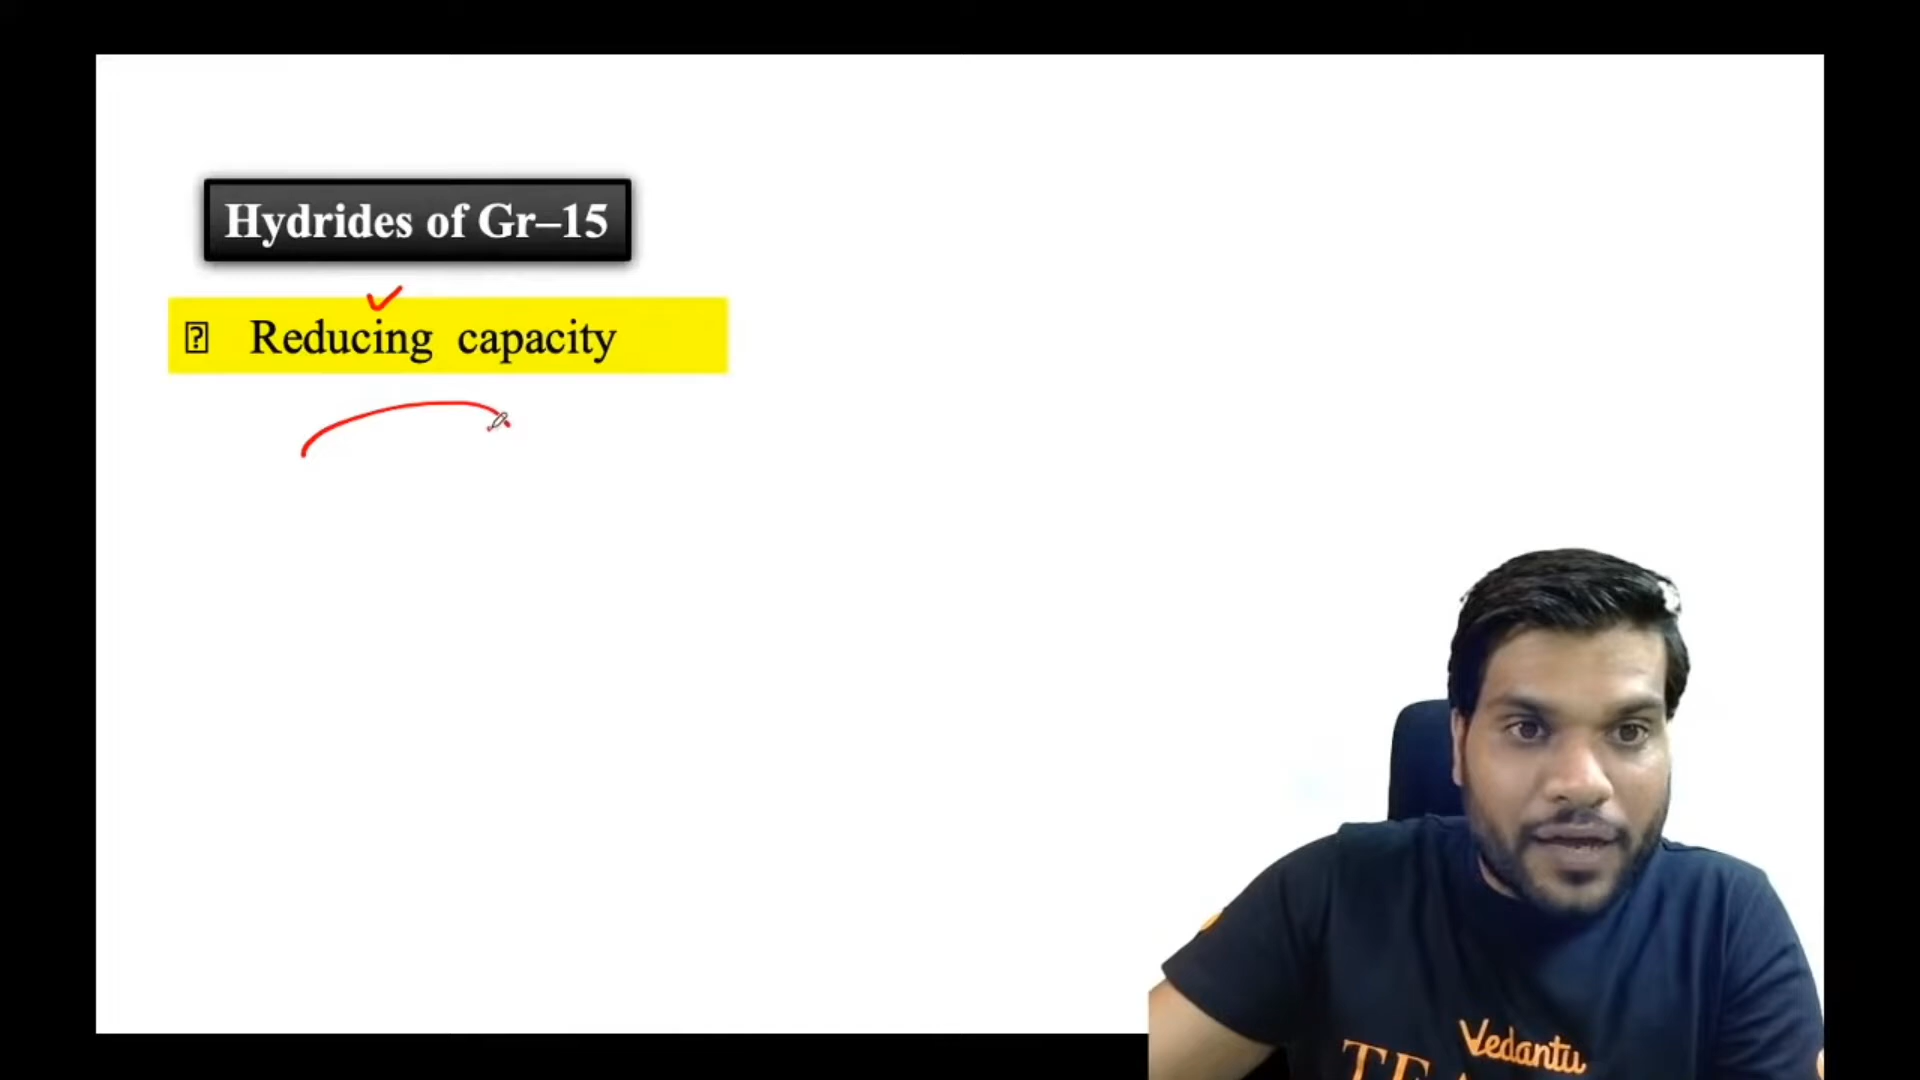 Hydrides of Gr–15
Reducing capacity
Vedantu